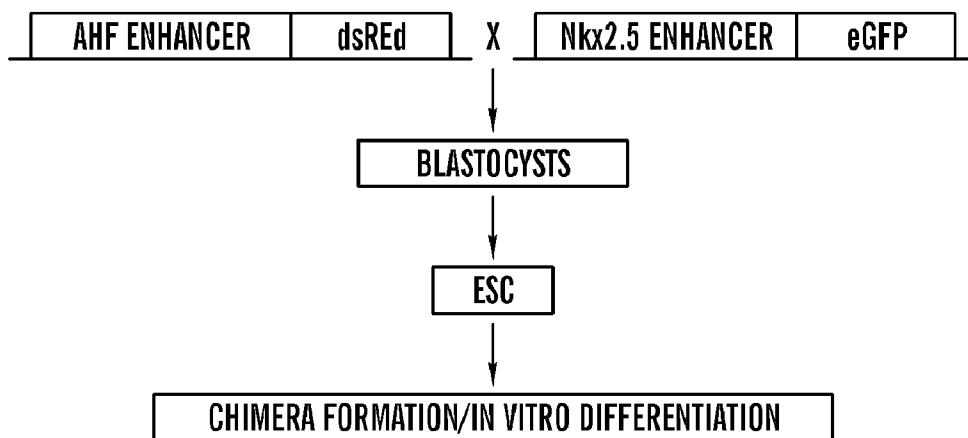 AHF ENHANCER dsREd X Nkx2.5 ENHANCER eGFP
BLASTOCYSTS
ESC
CHIMERA FORMATION/IN VITRO DIFFERENTIATION